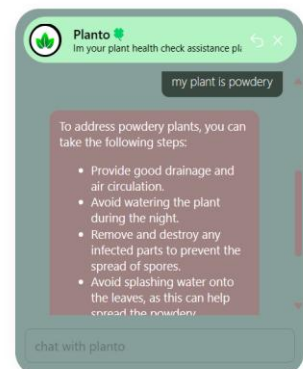 Planto
Im your plant health check assistance pl
my plant is powdery
To address powdery plants, you can
take the following steps:
• Provide good drainage and
air circulation.
• Avoid watering the plant
during the night.
• Remove and destroy any
infected parts to prevent the
spread of spores.
• Avoid splashing water onto
the leaves, as this can help
spread the powdery
chat with planto